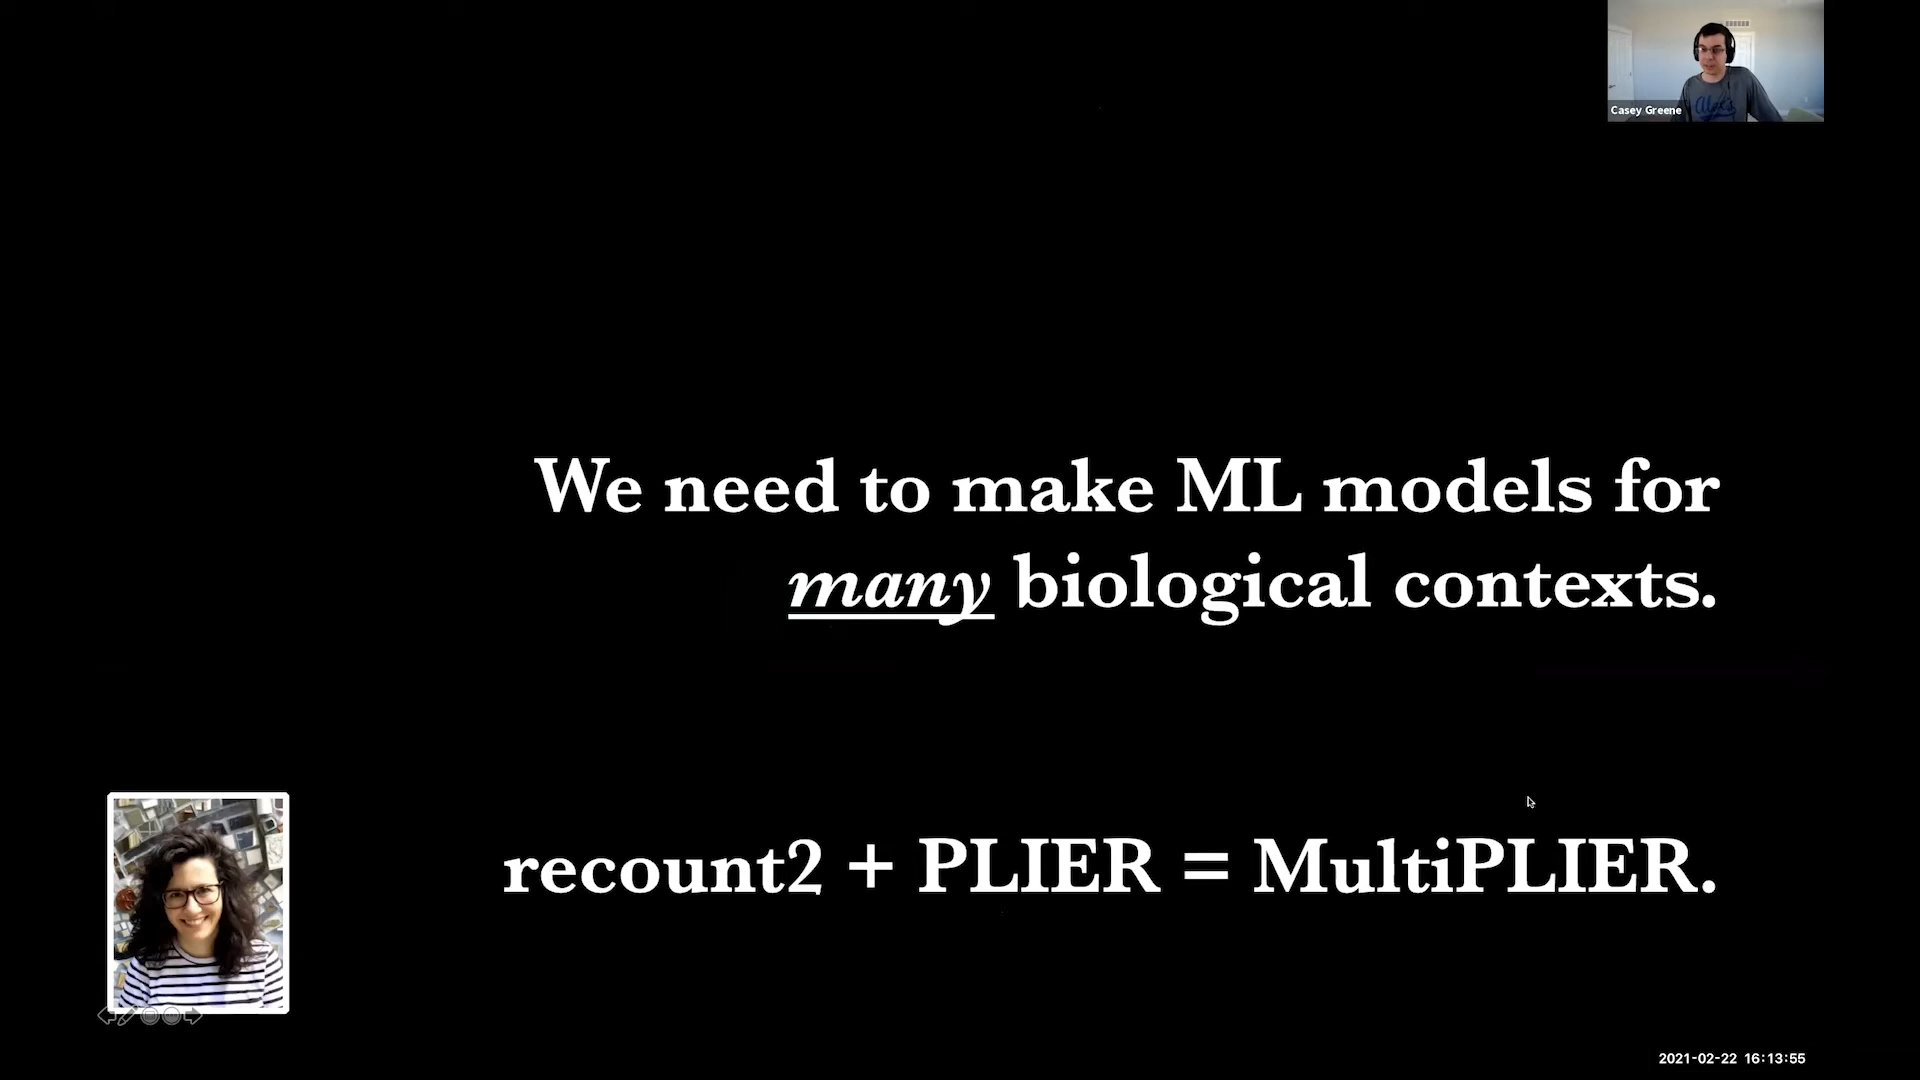 Casey Greene
We need to make ML models for
many biological contexts.
recount2 + PLIER = MultiPLIER.
2021-02-22 16:13:55